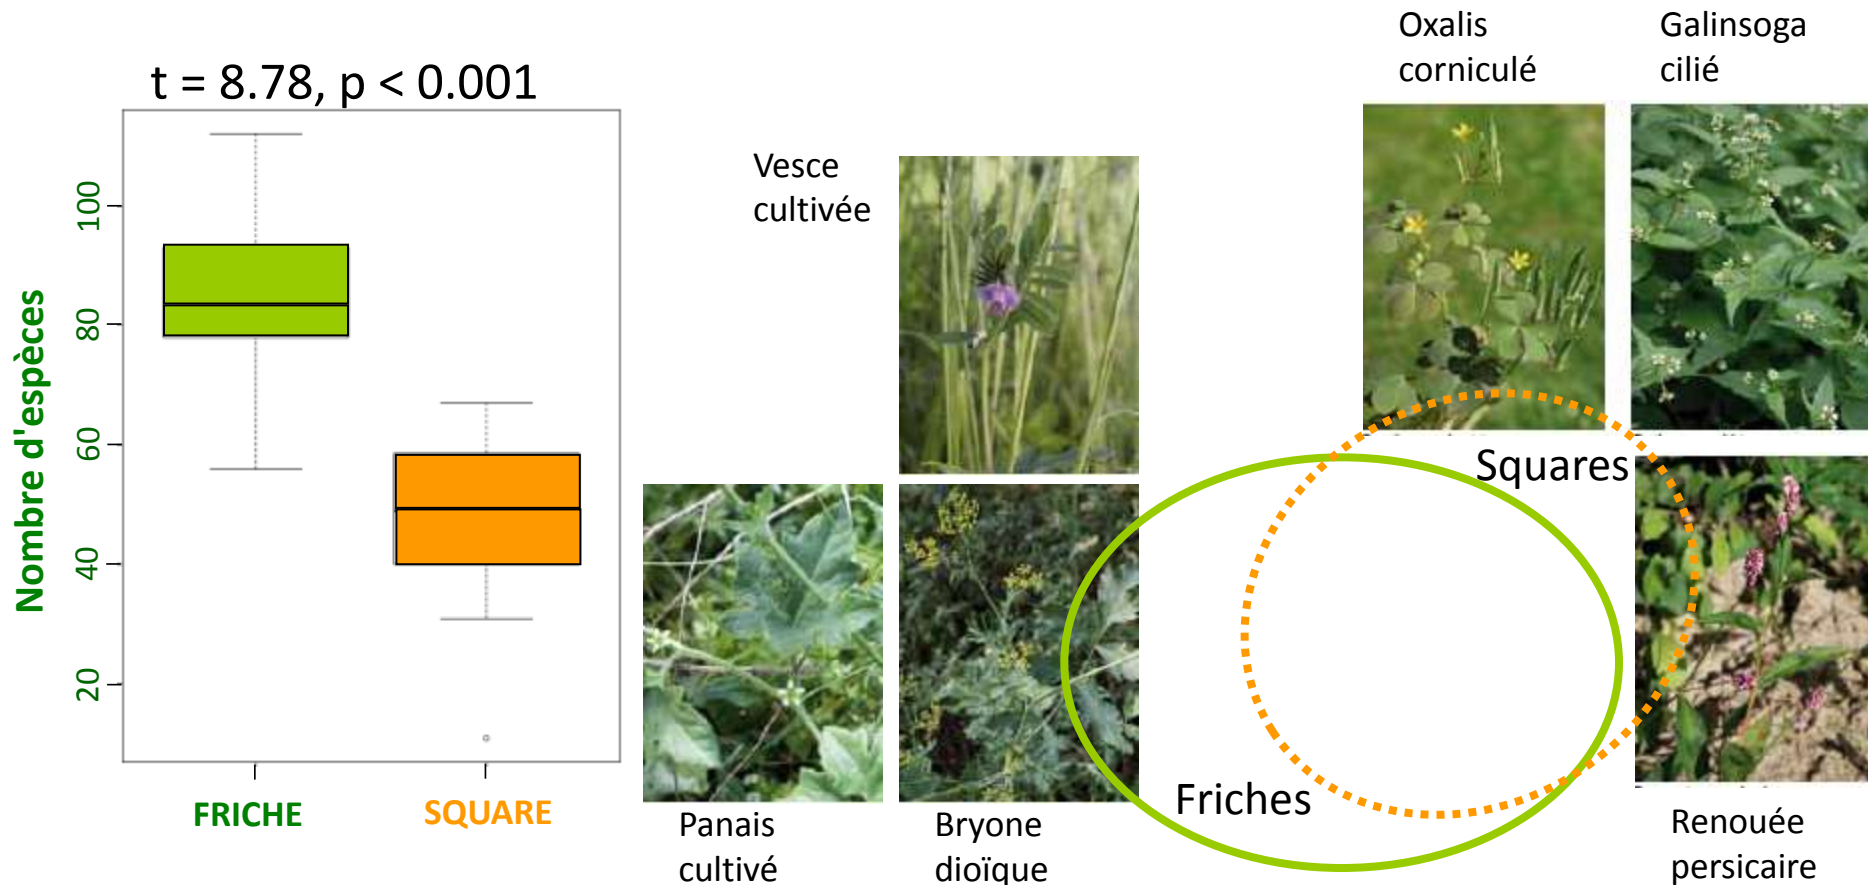 t = 8.78, p < 0.001
Nombre d'espèces
100
80
60
40
20
FRICHE
SQUARE
Vesce
cultivée
Panais
cultivé
Bryone
dioïque
Oxalis
corniculé
Galinsoga
cilié
Squares
Friches
Renouée
persicaire